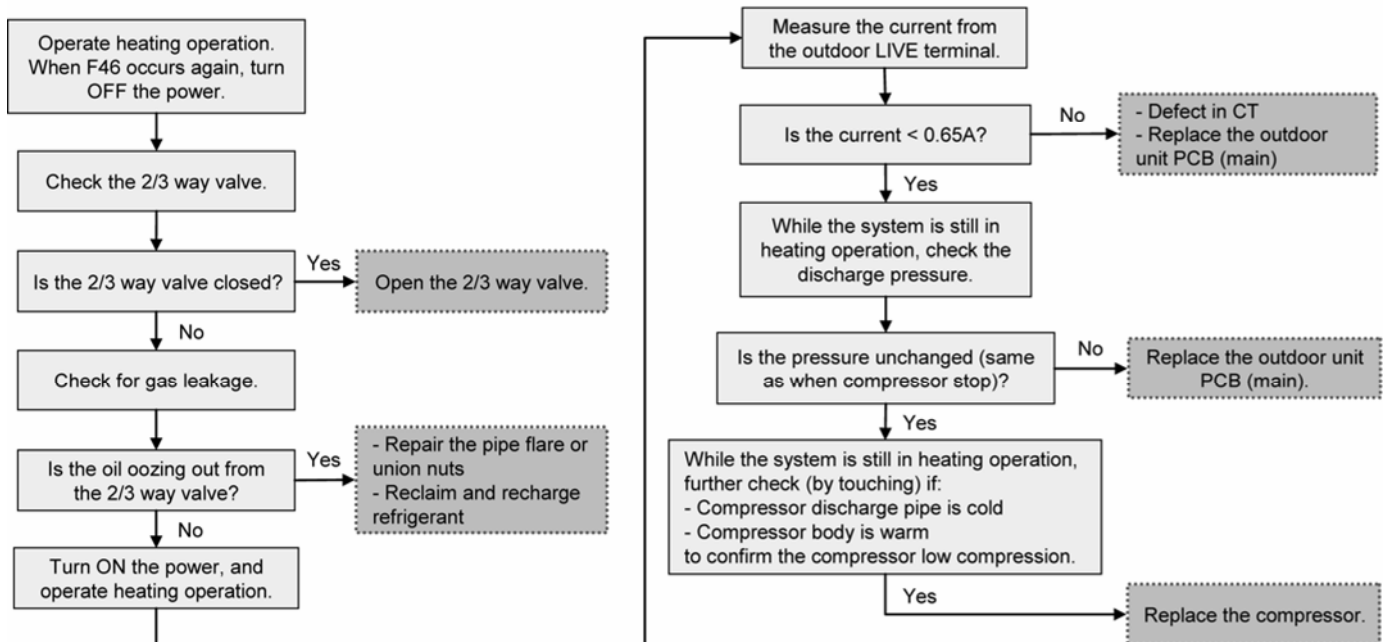 Operate heating operation.
When F46 occurs again, turn
OFF the power.
Check the 2/3 way valve.
Is the 2/3 way valve closed?
Yes
Open the 2/3 way valve.
No
Check for gas leakage.
Is the oil oozing out from
the 2/3 way valve?
Yes
- Repair the pipe flare or
union nuts
- Reclaim and recharge
refrigerant
No
Turn ON the power, and
operate heating operation.
Measure the current from
the outdoor LIVE terminal.
Is the current < 0.65A?
No
- Defect in CT
- Replace the outdoor
unit PCB (main)
Yes
While the system is still in
heating operation, check the
discharge pressure.
Is the pressure unchanged (same
as when compressor stop)?
No
Replace the outdoor unit
PCB (main).
Yes
While the system is still in heating operation,
further check (by touching) if:
- Compressor discharge pipe is cold
- Compressor body is warm
to confirm the compressor low compression.
Yes
Replace the compressor.